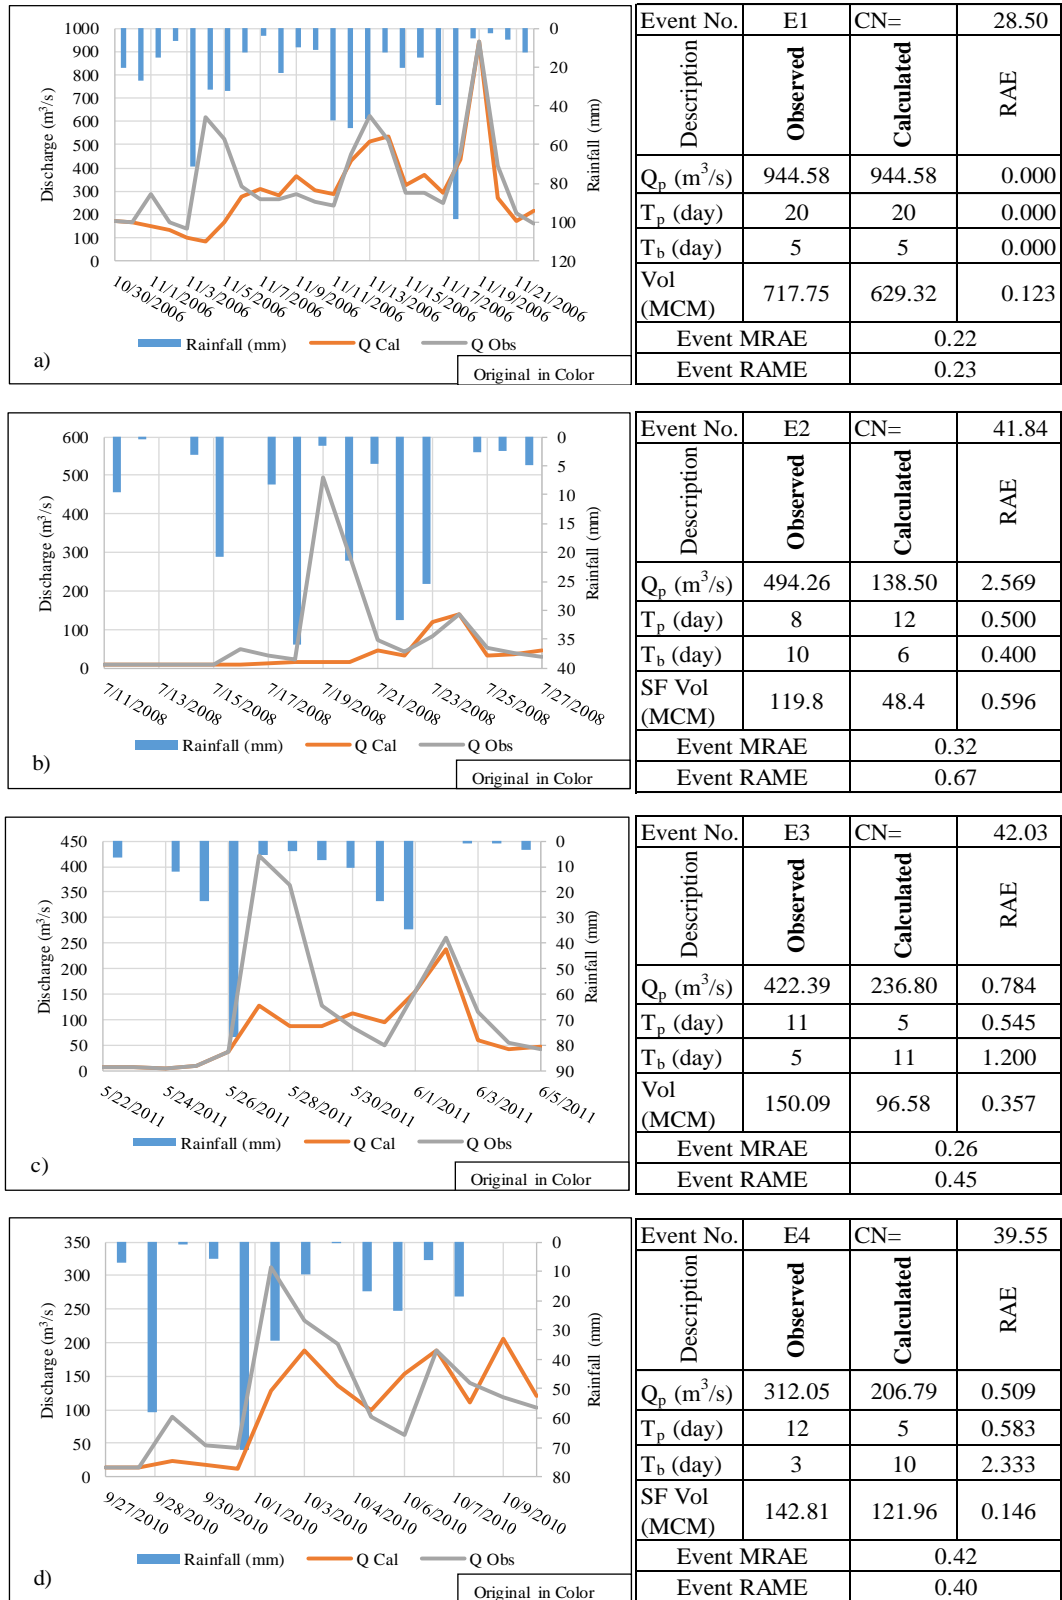 1000
900
800
700
600
500
400
300
200
100
0
Discharge (m³/s)
0
20
40
60
80
100
120
Rainfall (mm)
10/30/2006
11/1/2006
11/3/2006
11/5/2006
11/7/2006
11/9/2006
11/11/2006
11/13/2006
11/15/2006
11/17/2006
11/19/2006
11/21/2006
Rainfall (mm) Q Cal Q Obs
a)
Original in Color
Event No. E1 CN= 28.50
Description Observed Calculated RAE
Qp (m³/s) 944.58 944.58 0.000
Tp (day) 20 20 0.000
Tb (day) 5 5 0.000
Vol
(MCM) 717.75 629.32 0.123
Event MRAE 0.22
Event RAME 0.23
600
500
400
300
200
100
0
Discharge (m³/s)
0
5
10
15
20
25
30
35
40
Rainfall (mm)
7/11/2008
7/13/2008
7/15/2008
7/17/2008
7/19/2008
7/21/2008
7/23/2008
7/25/2008
7/27/2008
Rainfall (mm) Q Cal Q Obs
b)
Original in Color
Event No. E2 CN= 41.84
Description Observed Calculated RAE
Qp (m³/s) 494.26 138.50 2.569
Tp (day) 8 12 0.500
Tb (day) 10 6 0.400
SF Vol
(MCM) 119.8 48.4 0.596
Event MRAE 0.32
Event RAME 0.67
450
400
350
300
250
200
150
100
50
0
Discharge (m³/s)
0
10
20
30
40
50
60
70
80
90
Rainfall (mm)
5/22/2011
5/24/2011
5/26/2011
5/28/2011
5/30/2011
6/1/2011
6/3/2011
6/5/2011
Rainfall (mm) Q Cal Q Obs
c)
Original in Color
Event No. E3 CN= 42.03
Description Observed Calculated RAE
Qp (m³/s) 422.39 236.80 0.784
Tp (day) 11 5 0.545
Tb (day) 5 11 1.200
Vol
(MCM) 150.09 96.58 0.357
Event MRAE 0.26
Event RAME 0.45
350
300
250
200
150
100
50
0
Discharge (m³/s)
0
10
20
30
40
50
60
70
80
Rainfall (mm)
9/27/2010
9/28/2010
9/30/2010
10/1/2010
10/3/2010
10/4/2010
10/6/2010
10/7/2010
10/9/2010
Rainfall (mm) Q Cal Q Obs
d)
Original in Color
Event No. E4 CN= 39.55
Description Observed Calculated RAE
Qp (m³/s) 312.05 206.79 0.509
Tp (day) 12 5 0.583
Tb (day) 3 10 2.333
SF Vol
(MCM) 142.81 121.96 0.146
Event MRAE 0.42
Event RAME 0.40